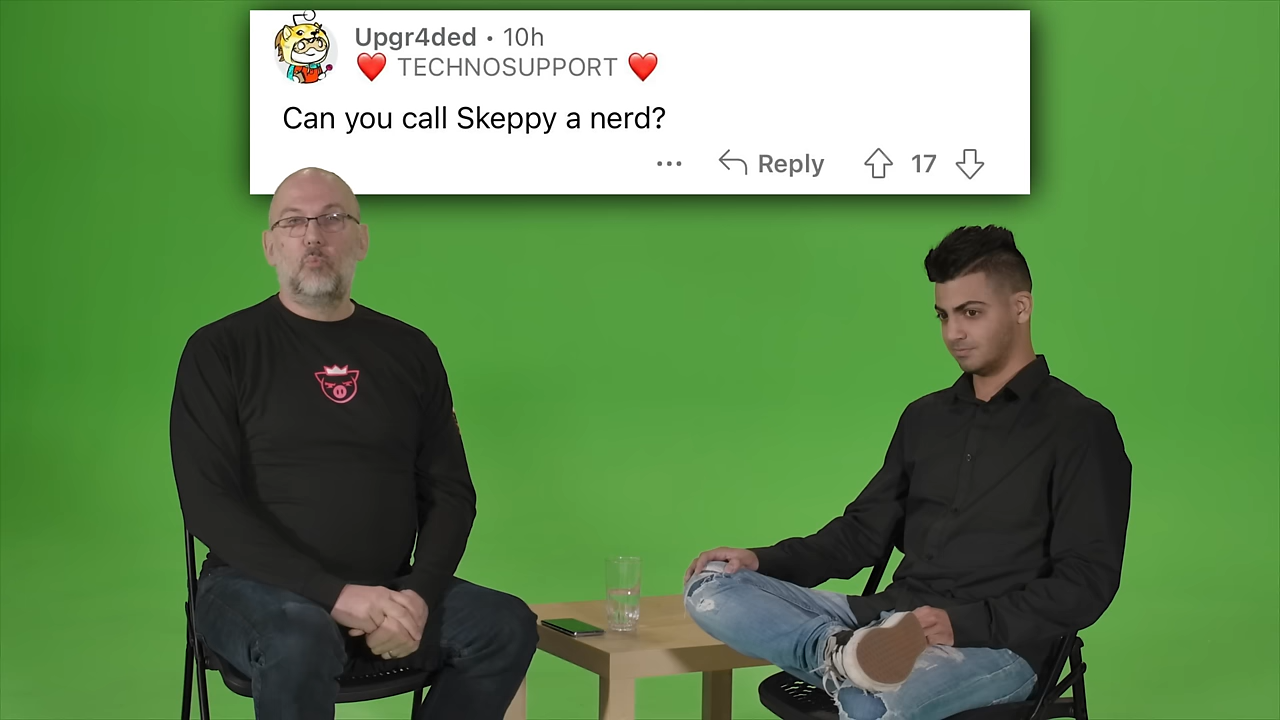 Upgr4ded • 10h
❤️ TECHNOSUPPORT ❤️
Can you call Skeppy a nerd?
... Reply 17